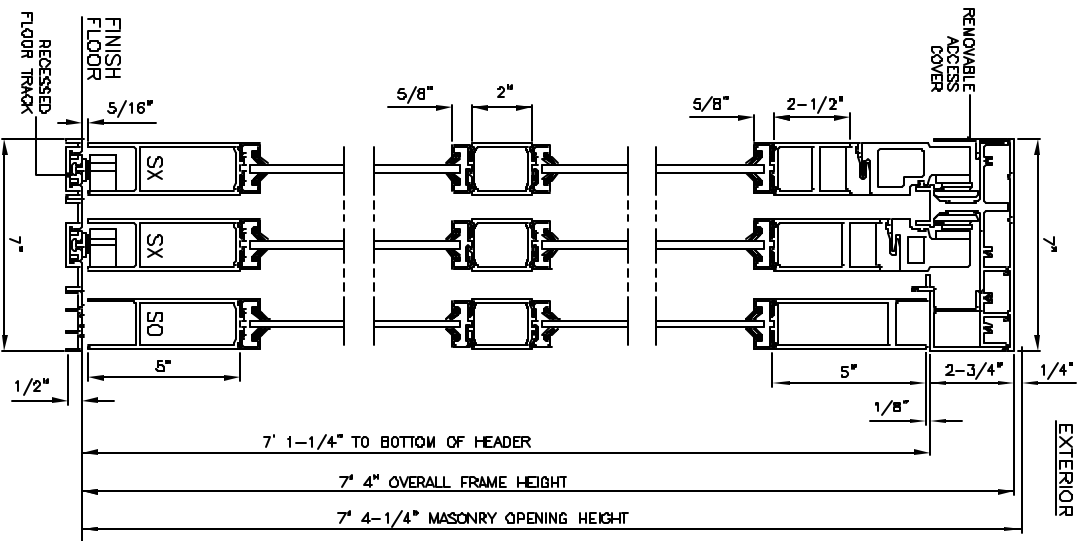 REMOVABLE
ACCESS
COVER
EXTERIOR
FINISH
FLOOR
RECESSED
FLOOR TRACK
5/16"
5/8"
2"
5/8"
2-1/2"
SX
SX
SO
7"
7"
1/2"
5"
5"
2-3/4"
1/4"
1/8"
7' 1-1/4" TO BOTTOM OF HEADER
7' 4" OVERALL FRAME HEIGHT
7' 4-1/4" MASONRY OPENING HEIGHT